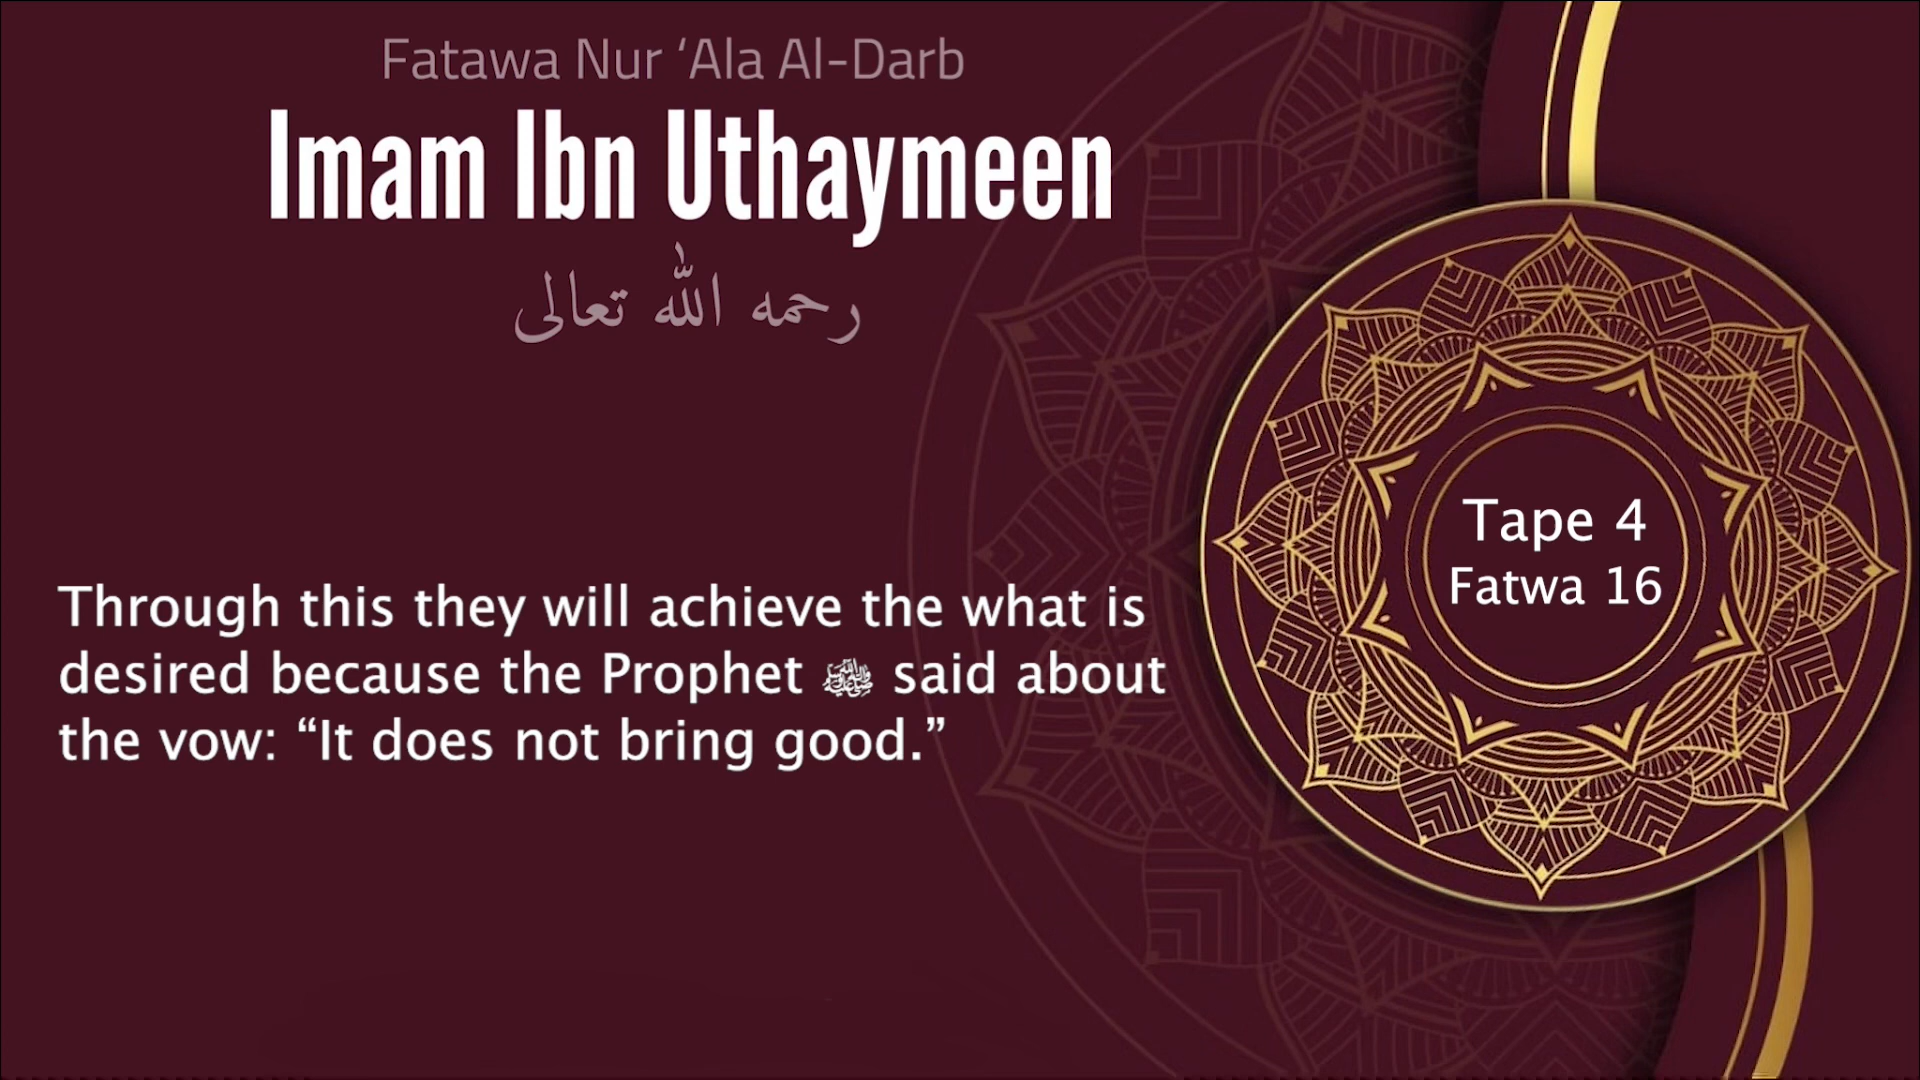 Fatawa Nur ‘Ala Al-Darb
Imam Ibn Uthaymeen
رحمه الله تعالى
Through this they will achieve the what is
desired because the Prophet ﷺ said about
the vow: “It does not bring good.”
Tape 4
Fatwa 16